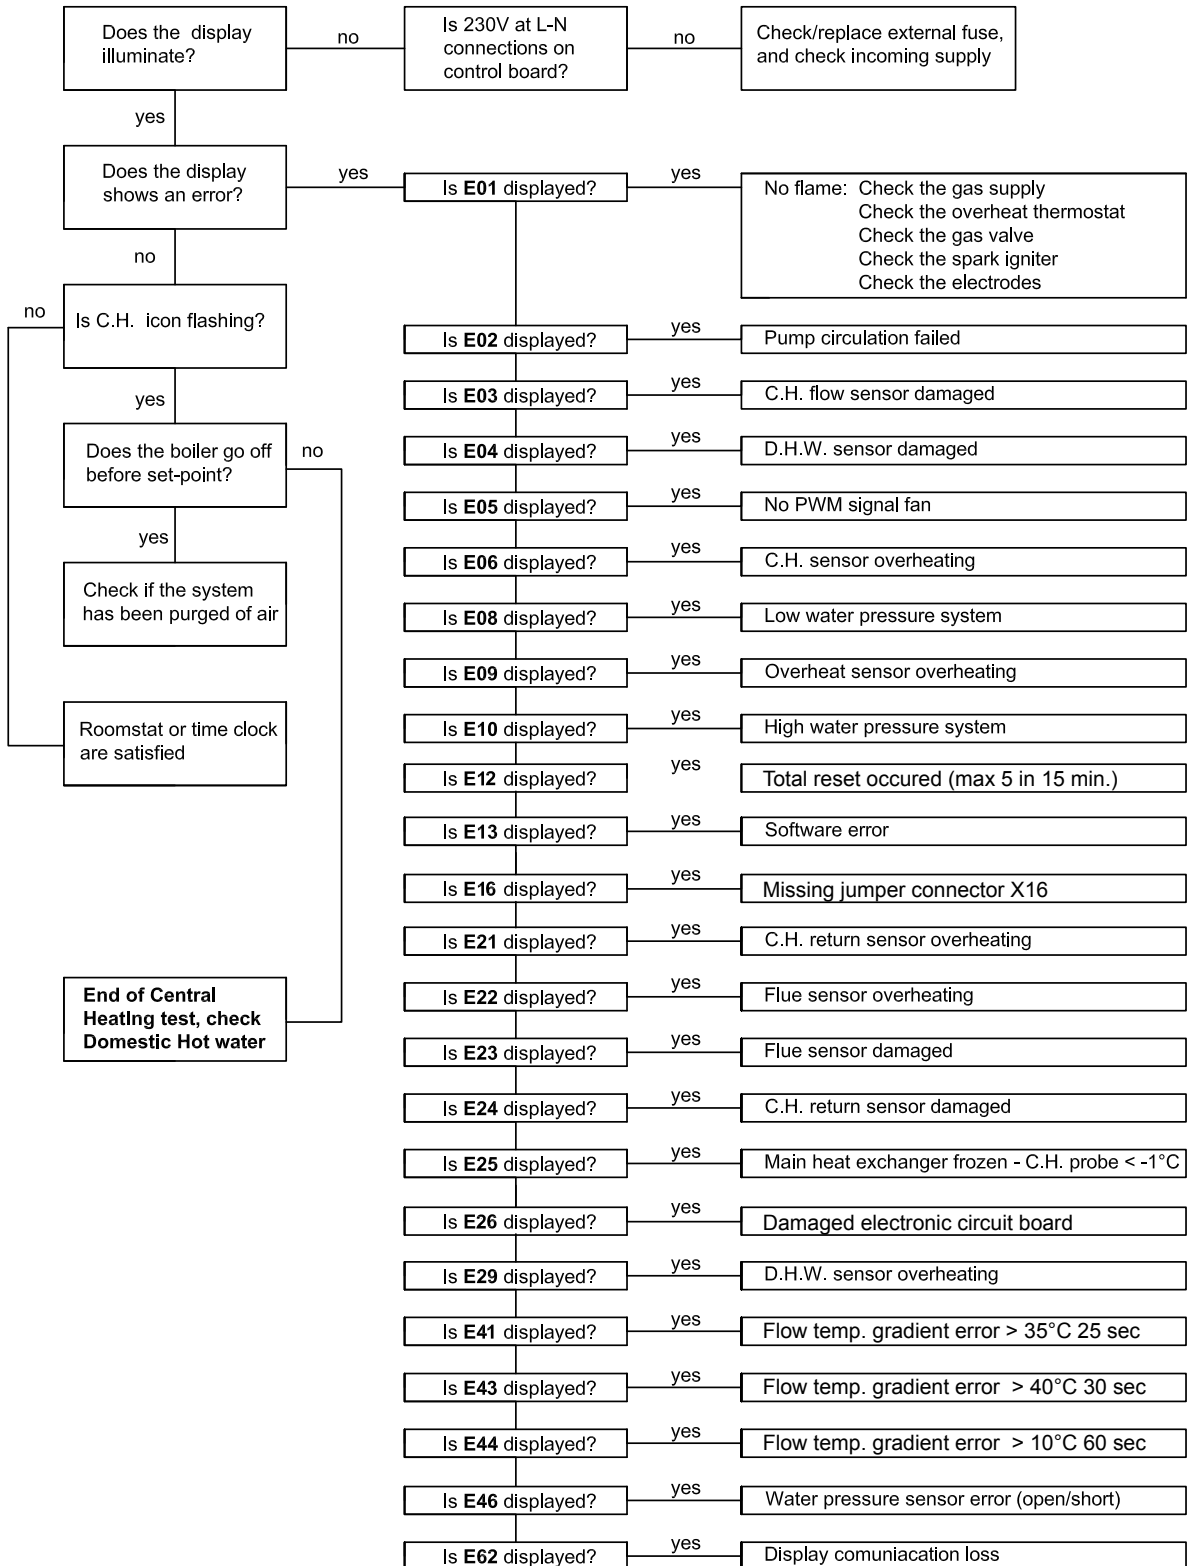 Does the display
illuminate?
no
Is 230V at L-N
connections on
control board?
no
Check/replace external fuse,
and check incoming supply
yes
Does the display
shows an error?
yes
Is E01 displayed?
yes
No flame: Check the gas supply
Check the overheat thermostat
Check the gas valve
Check the spark igniter
Check the electrodes
no
no
Is C.H. icon flashing?
Is E02 displayed?
yes
Pump circulation failed
yes
Is E03 displayed?
yes
C.H. flow sensor damaged
Does the boiler go off
before set-point?
no
Is E04 displayed?
yes
D.H.W. sensor damaged
Is E05 displayed?
yes
No PWM signal fan
yes
Is E06 displayed?
yes
C.H. sensor overheating
Check if the system
has been purged of air
Is E08 displayed?
yes
Low water pressure system
Is E09 displayed?
yes
Overheat sensor overheating
Roomstat or time clock
are satisfied
Is E10 displayed?
yes
High water pressure system
Is E12 displayed?
yes
Total reset occured (max 5 in 15 min.)
Is E13 displayed?
yes
Software error
Is E16 displayed?
yes
Missing jumper connector X16
Is E21 displayed?
yes
C.H. return sensor overheating
End of Central
HeatIng test, check
Domestic Hot water
Is E22 displayed?
yes
Flue sensor overheating
Is E23 displayed?
yes
Flue sensor damaged
Is E24 displayed?
yes
C.H. return sensor damaged
Is E25 displayed?
yes
Main heat exchanger frozen - C.H. probe < -1°C
Is E26 displayed?
yes
Damaged electronic circuit board
Is E29 displayed?
yes
D.H.W. sensor overheating
Is E41 displayed?
yes
Flow temp. gradient error > 35°C 25 sec
Is E43 displayed?
yes
Flow temp. gradient error > 40°C 30 sec
Is E44 displayed?
yes
Flow temp. gradient error > 10°C 60 sec
Is E46 displayed?
yes
Water pressure sensor error (open/short)
Is E62 displayed?
yes
Display comuniacation loss